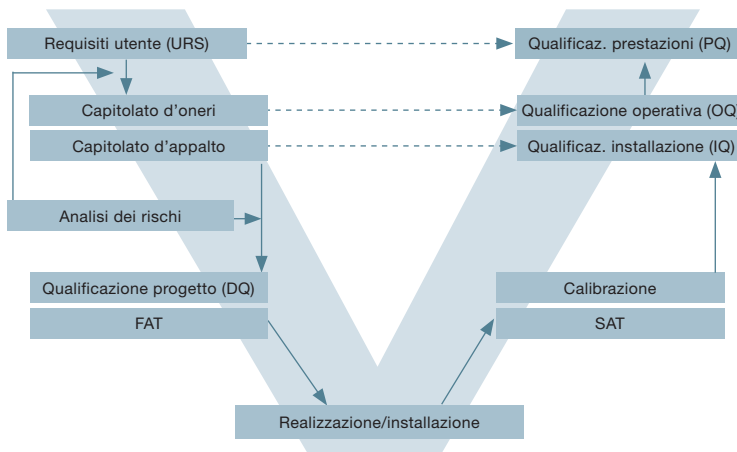 Requisiti utente (URS)
Qualificaz. prestazioni (PQ)
Capitolato d'oneri
Qualificazione operativa (OQ)
Capitolato d'appalto
Qualificaz. installazione (IQ)
Analisi dei rischi
Qualificazione progetto (DQ)
Calibrazione
FAT
SAT
Realizzazione/installazione